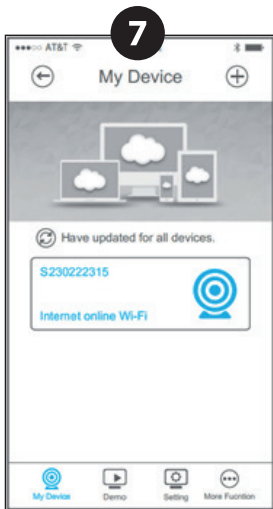 7
AT&T
My Device
Have updated for all devices.
S230222315
Internet online Wi-Fi
My Device Demo Setting More Fucntion